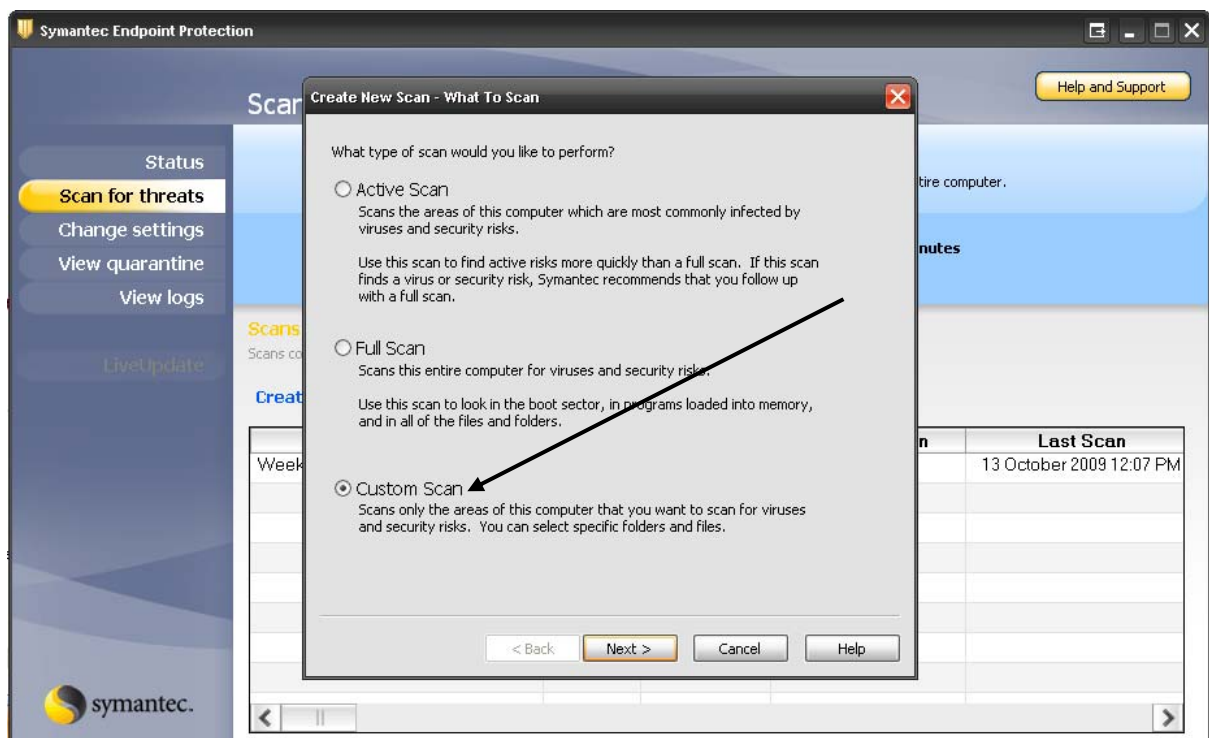 Symantec Endpoint Protection
Help and Support
Status
Scan for threats
Change settings
View quarantine
View logs
LiveUpdate
Create New Scan - What To Scan
What type of scan would you like to perform?
Active Scan
Scans the areas of this computer which are most commonly infected by
viruses and security risks.
Use this scan to find active risks more quickly than a full scan. If this scan
finds a virus or security risk, Symantec recommends that you follow up
with a full scan.
Full Scan
Scans this entire computer for viruses and security risks.
Use this scan to look in the boot sector, in programs loaded into memory,
and in all of the files and folders.
Custom Scan
Scans only the areas of this computer that you want to scan for viruses
and security risks. You can select specific folders and files.
< Back Next > Cancel Help
computer.
Scans
Scans
Last Scan
13 October 2009 12:07 PM
symantec.